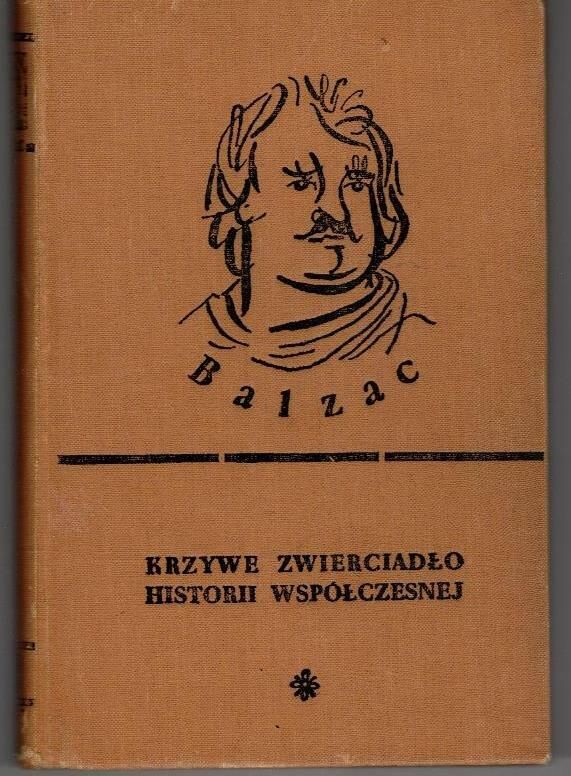 Balzac
KRZYWE ZWIERCIADŁO
HISTORII WSPÓŁCZESNEJ